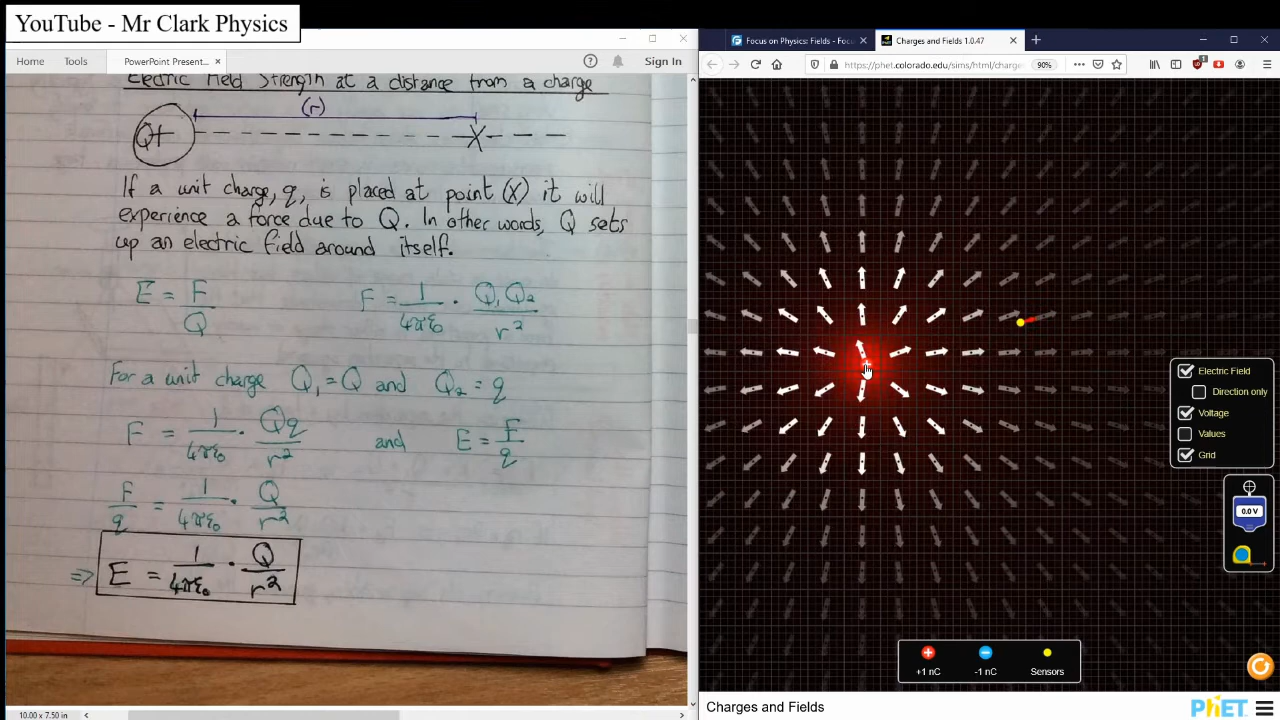 YouTube - Mr Clark Physics
Home Tools PowerPoint Present... × Sign In
Electric Field Strength at a distance from a charge
(r)
Q+ X
If a unit charge, q, is placed at point (X) it will
experience a force due to Q. In other words, Q sets
up an electric field around itself.
E = F/Q F = 1/4πε₀ · Q₁Q₂/r²
For a unit charge Q₁ = Q and Q₂ = q
F = 1/4πε₀ · Qq/r² and E = F/q
F/q = 1/4πε₀ · Q/r²
⇒ E = 1/4πε₀ · Q/r²
10.00 x 7.50 in
Focus on Physics: Fields - Foc
Charges and Fields 1.0.47
https://phet.colorado.edu/sims/html/charge
90%
Electric Field
Direction only
Voltage
Values
Grid
0.0 V
+1 nC -1 nC Sensors
Charges and Fields
PhET